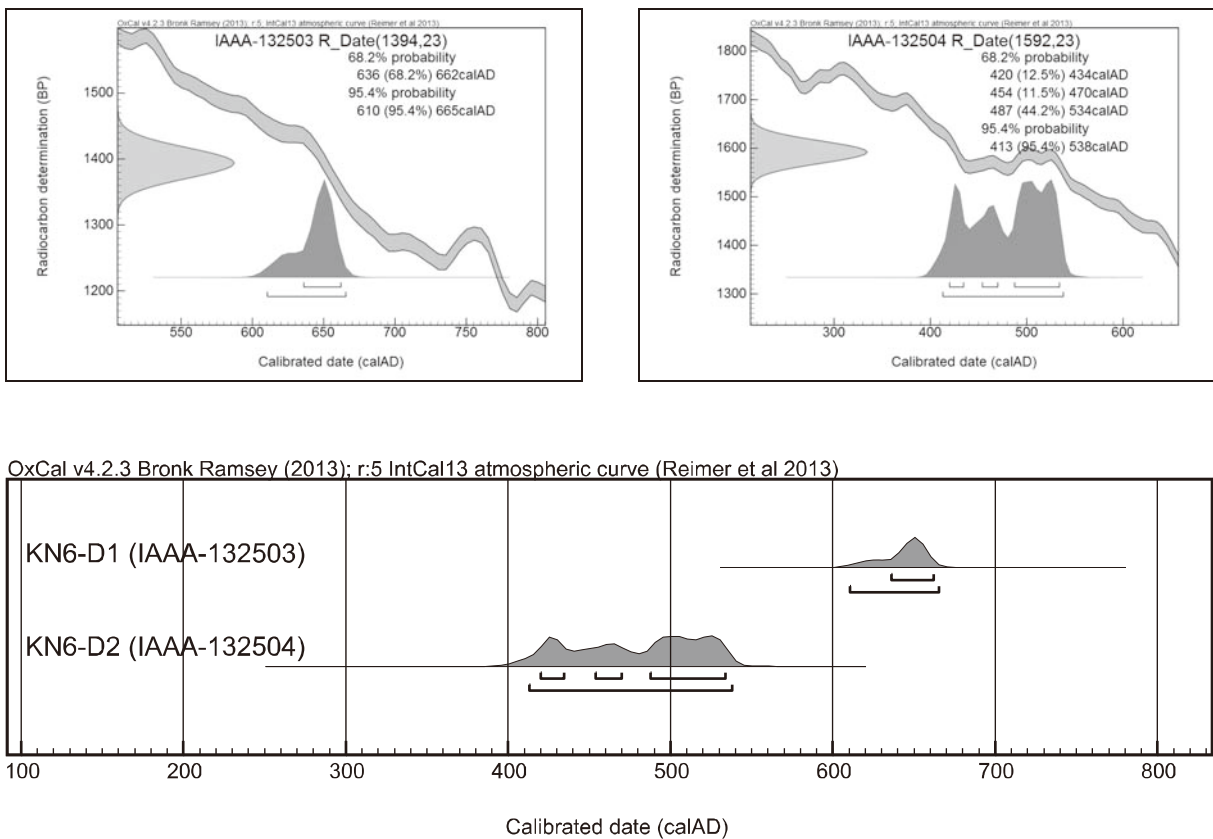 OxCal v4.2.3 Bronk Ramsey (2013); r:5; IntCal13 atmospheric curve (Reimer et al 2013)
IAAA-132503 R_Date(1394,23)
68.2% probability
636 (68.2%) 662calAD
95.4% probability
610 (95.4%) 665calAD
Radiocarbon determination (BP)
1500
1400
1300
1200
550 600 650 700 750 800
Calibrated date (calAD)
OxCal v4.2.3 Bronk Ramsey (2013); r:5; IntCal13 atmospheric curve (Reimer et al 2013)
IAAA-132504 R_Date(1592,23)
68.2% probability
420 (12.5%) 434calAD
454 (11.5%) 470calAD
487 (44.2%) 534calAD
95.4% probability
413 (95.4%) 538calAD
Radiocarbon determination (BP)
1800
1700
1600
1500
1400
1300
300 400 500 600
Calibrated date (calAD)
OxCal v4.2.3 Bronk Ramsey (2013); r:5 IntCal13 atmospheric curve (Reimer et al 2013)
KN6-D1 (IAAA-132503)
KN6-D2 (IAAA-132504)
100 200 300 400 500 600 700 800
Calibrated date (calAD)